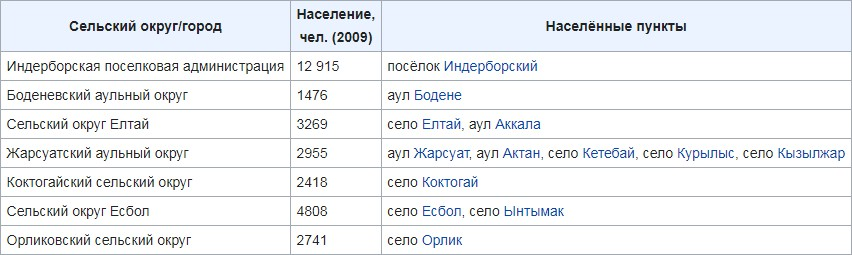 Сельский округ/город Население, чел. (2009) Населённые пункты
Индерборская поселковая администрация 12 915 посёлок Индерборский
Боденевский аульный округ 1476 аул Бодене
Сельский округ Елтай 3269 село Елтай, аул Аккала
Жарсуатский аульный округ 2955 аул Жарсуат, аул Актан, село Кетебай, село Курылыс, село Кызылжар
Коктогайский сельский округ 2418 село Коктогай
Сельский округ Есбол 4808 село Есбол, село Ынтымак
Орликовский сельский округ 2741 село Орлик